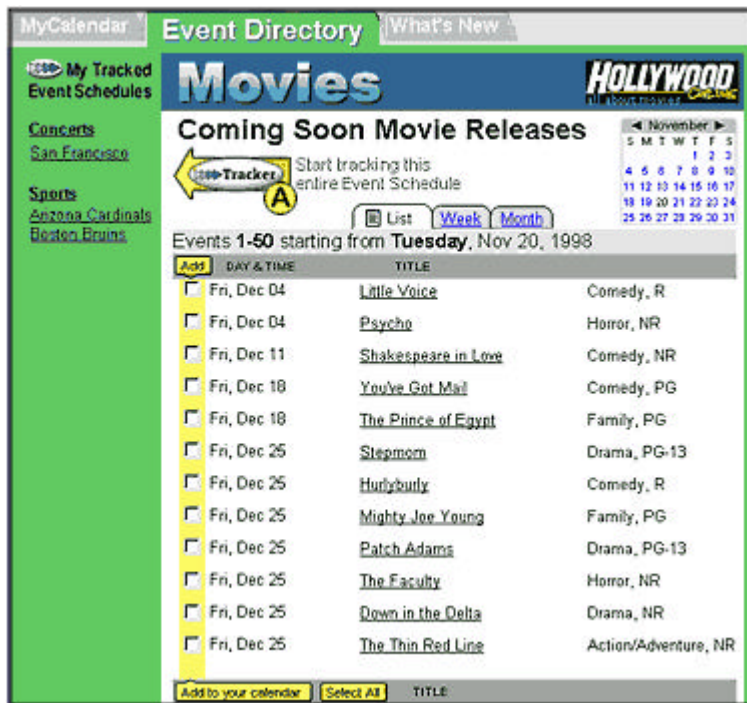 MyCalendar Event Directory What's New
My Tracked
Event Schedules
Concerts
San Francisco
Sports
Arizona Cardinals
Boston Bruins
Movies
HOLLYWOOD
ONLINE
all about movies
Coming Soon Movie Releases
Tracker
A
Start tracking this
entire Event Schedule
◄ November ►
S M T W T F S
1 2 3
4 5 6 7 8 9 10
11 12 13 14 15 16 17
18 19 20 21 22 23 24
25 26 27 28 29 30 31
List Week Month
Events 1-50 starting from Tuesday, Nov 20, 1998
Add DAY & TIME TITLE
Fri, Dec 04 Little Voice Comedy, R
Fri, Dec 04 Psycho Horror, NR
Fri, Dec 11 Shakespeare in Love Comedy, NR
Fri, Dec 18 You've Got Mail Comedy, PG
Fri, Dec 18 The Prince of Egypt Family, PG
Fri, Dec 25 Stepmom Drama, PG-13
Fri, Dec 25 Hurlyburly Comedy, R
Fri, Dec 25 Mighty Joe Young Family, PG
Fri, Dec 25 Patch Adams Drama, PG-13
Fri, Dec 25 The Faculty Horror, NR
Fri, Dec 25 Down in the Delta Drama, NR
Fri, Dec 25 The Thin Red Line Action/Adventure, NR
Add to your calendar Select All TITLE